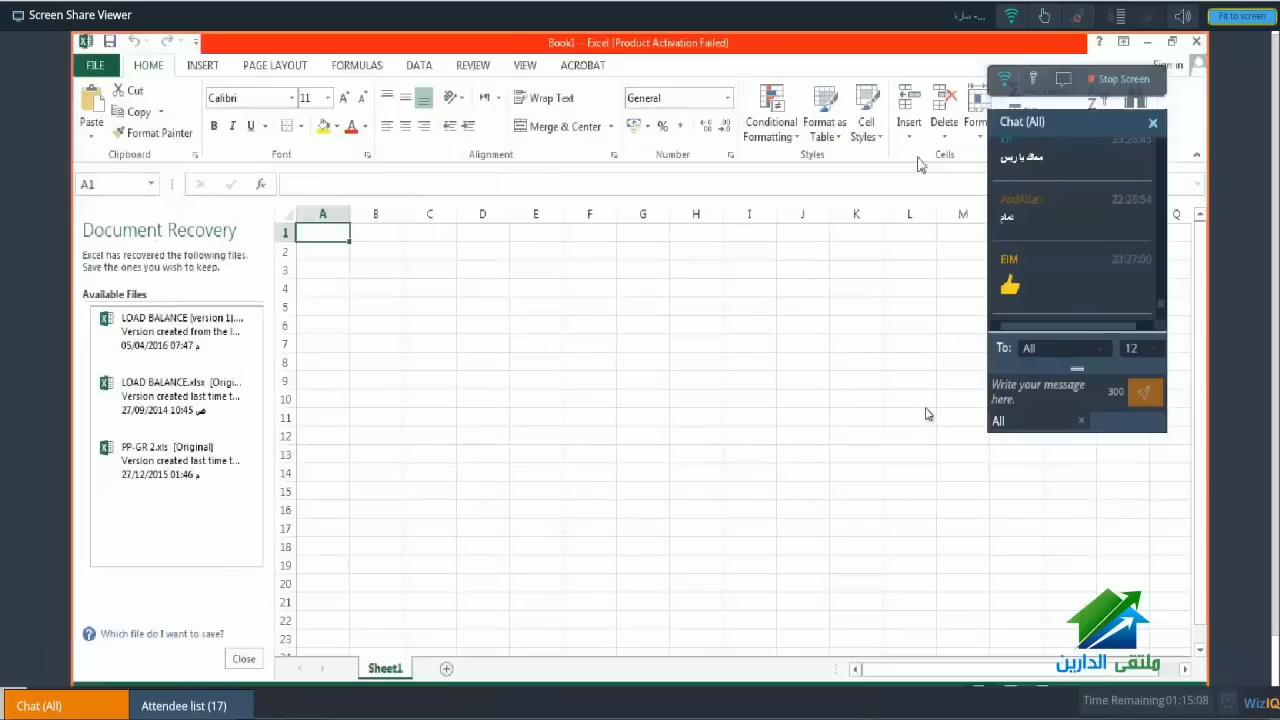 Screen Share Viewer
سارة -...
Fit to screen
Book1 - Excel (Product Activation Failed)
FILE
HOME
INSERT
PAGE LAYOUT
FORMULAS
DATA
REVIEW
VIEW
ACROBAT
Sign in
Stop Screen
Paste
Cut
Copy
Format Painter
Calibri
11
Wrap Text
Merge & Center
General
Conditional
Formatting
Format as
Table
Cell
Styles
Insert
Delete
Form
Clipboard
Alignment
Number
Styles
Cells
A1
Chat (All)
23:26:45
معاك يا ريس
AbdAllah
22:26:54
تمام
EIM
23:27:00
To:
All
12
Write your message
here.
300
All
A B C D E F G H I J K L M Q
1
2
3
4
5
6
7
8
9
10
11
12
13
14
15
16
17
18
19
20
21
22
23
Document Recovery
Excel has recovered the following files.
Save the ones you wish to keep.
Available Files
LOAD BALANCE (version 1)....
Version created from the l...
05/04/2016 07:47 م
LOAD BALANCE.xlsx [Origi...
Version created last time t...
27/09/2014 10:45 ص
PP-GR 2.xls [Original]
Version created last time t...
27/12/2015 01:46 م
Which file do I want to save?
Close
Sheet1
ملتقى الدارين
Chat (All)
Attendee list (17)
Time Remaining 01:15:08
WizIQ